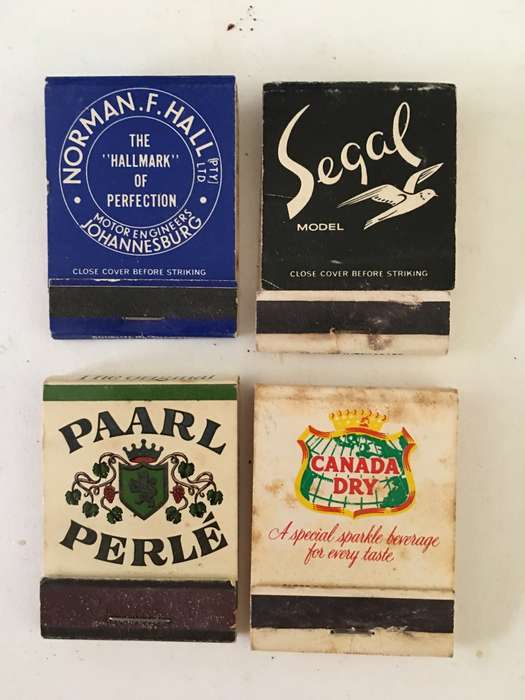 NORMAN.F.HALL
(PTY) LTD
THE
"HALLMARK"
OF
PERFECTION
MOTOR ENGINEERS
JOHANNESBURG
CLOSE COVER BEFORE STRIKING
Segal
MODEL
CLOSE COVER BEFORE STRIKING
The original
PAARL
PERLÉ
CANADA
DRY
A special sparkle beverage
for every taste